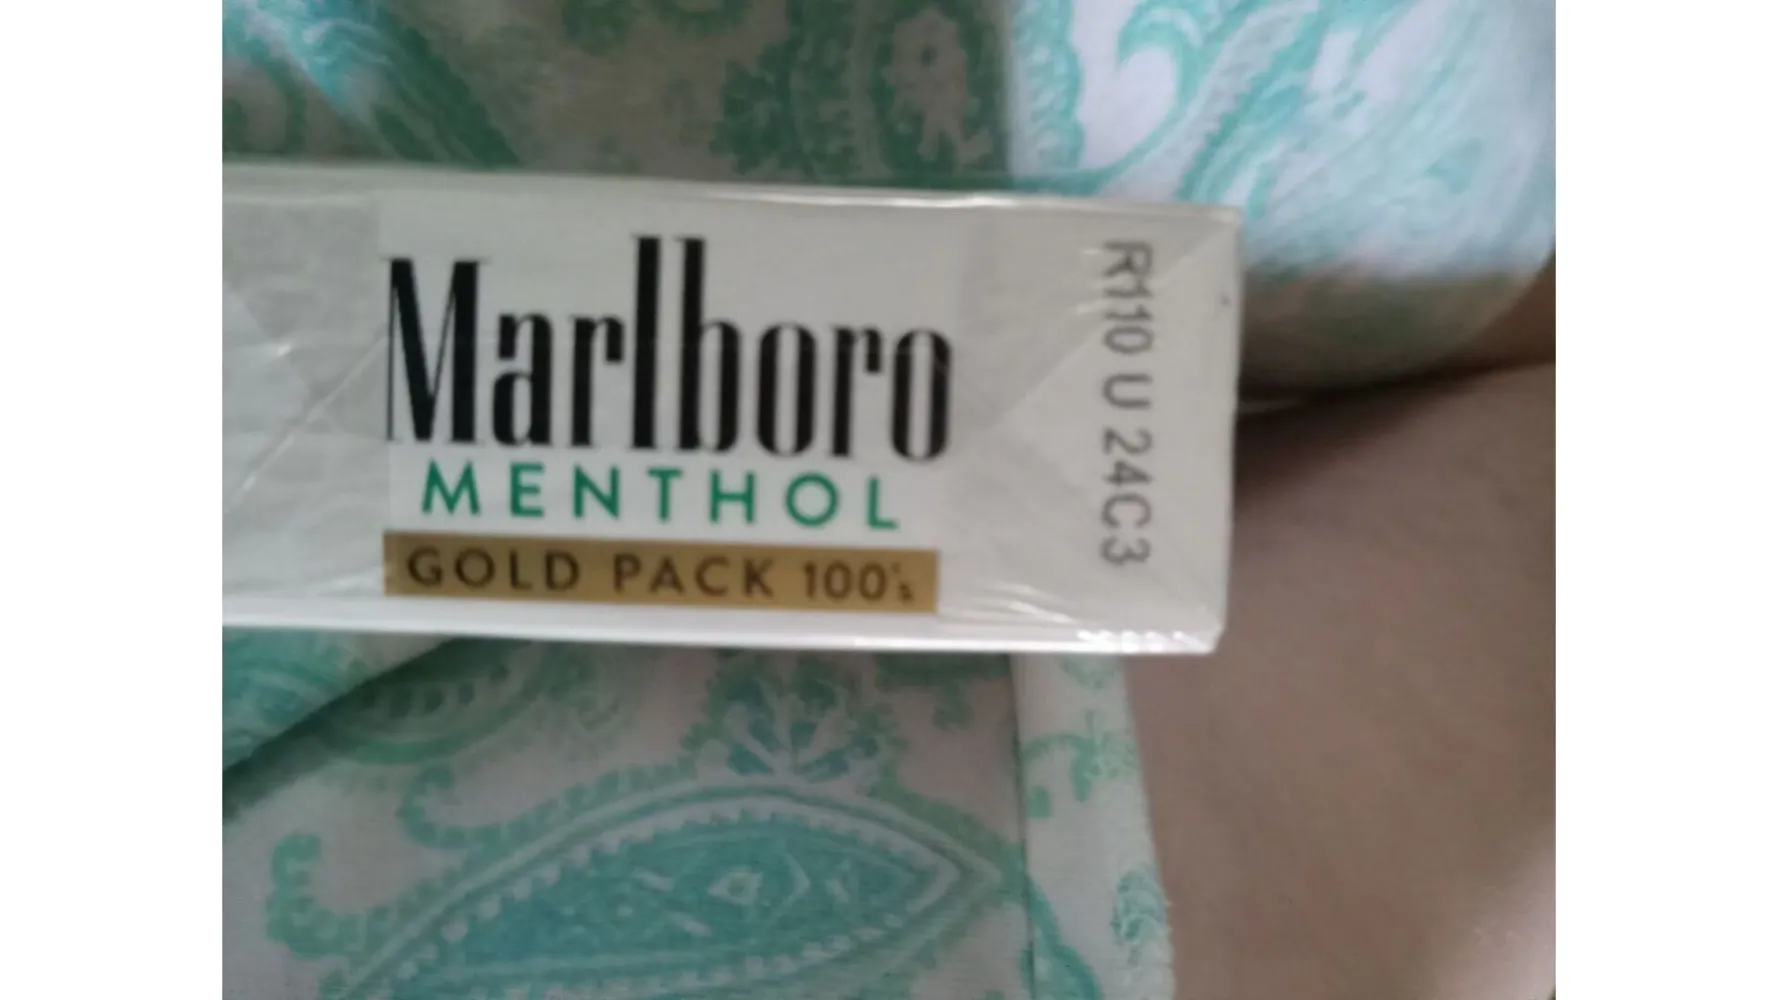 Marlboro
MENTHOL
GOLD PACK 100's
R110 U 24C3